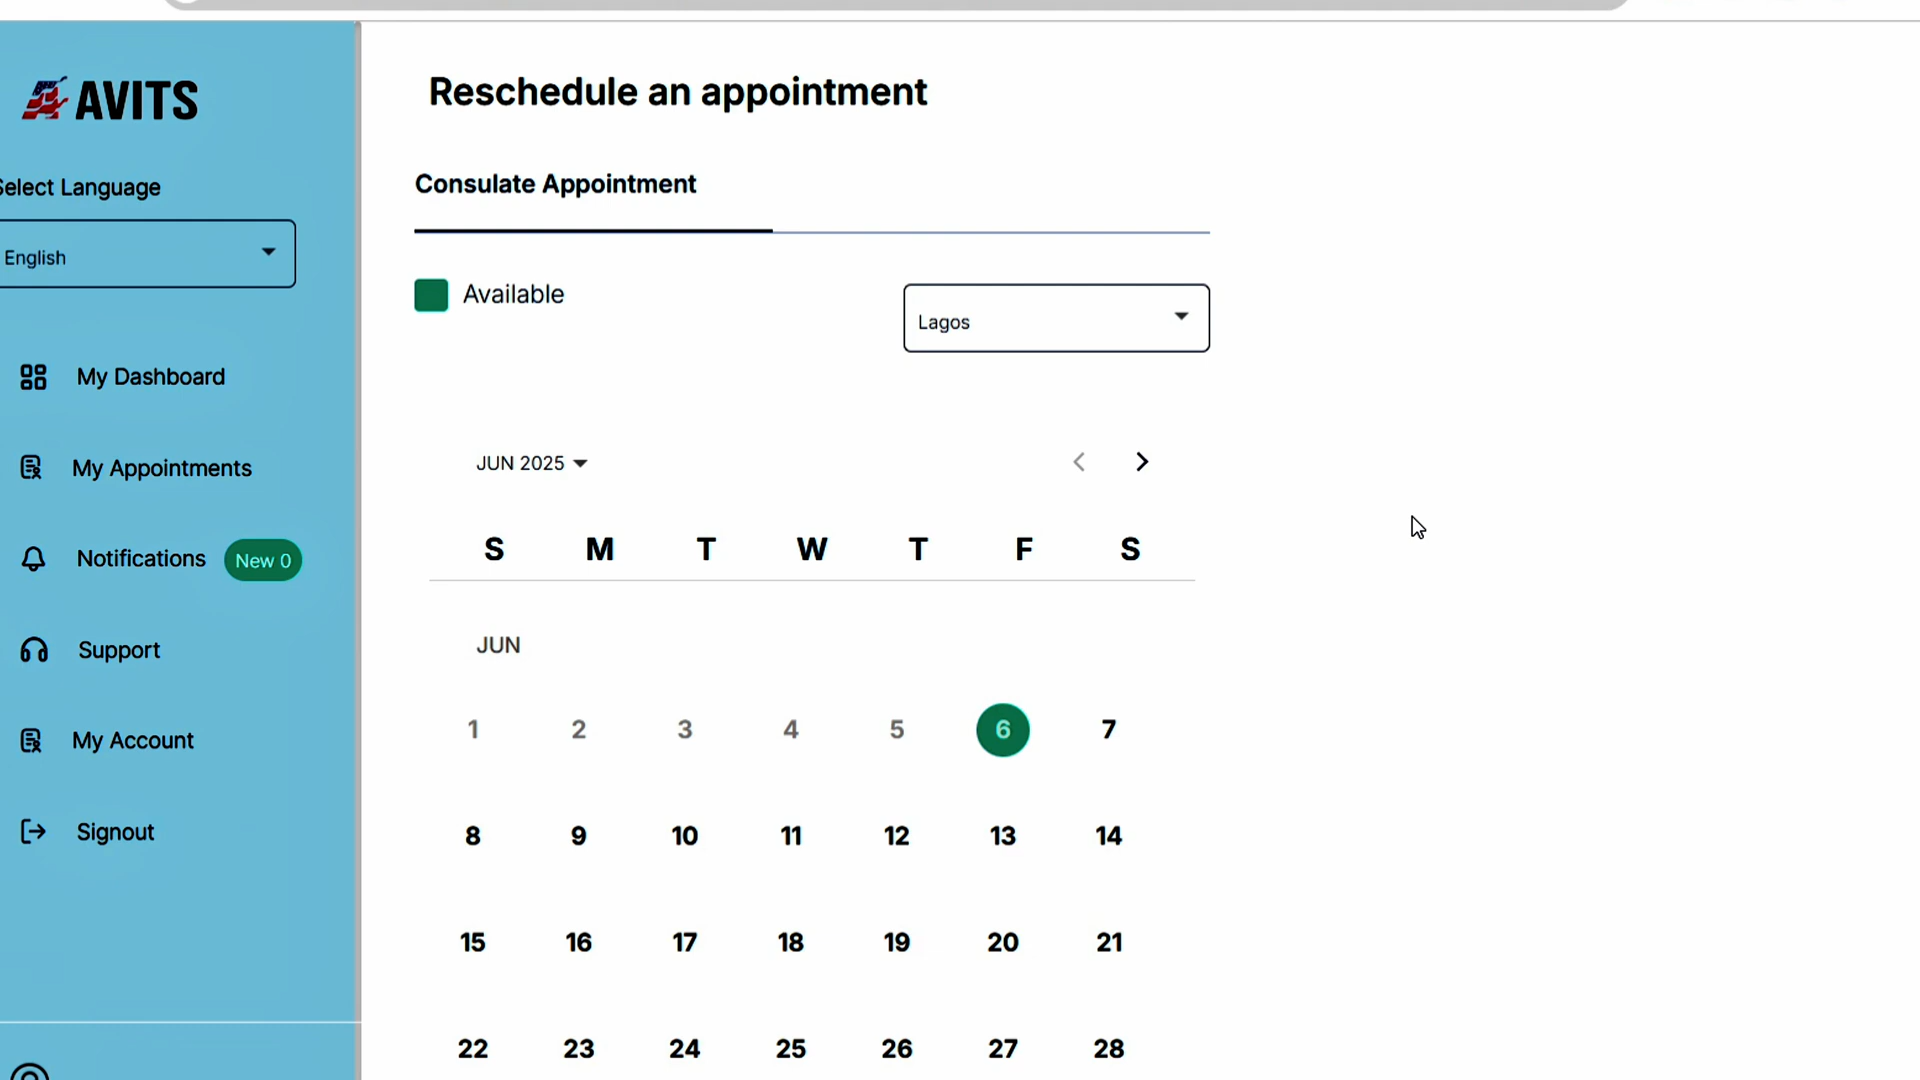 AVITS
Select Language
English
My Dashboard
My Appointments
Notifications New 0
Support
My Account
Signout
Reschedule an appointment
Consulate Appointment
Available
Lagos
JUN 2025
S M T W T F S
JUN
1 2 3 4 5 6 7
8 9 10 11 12 13 14
15 16 17 18 19 20 21
22 23 24 25 26 27 28